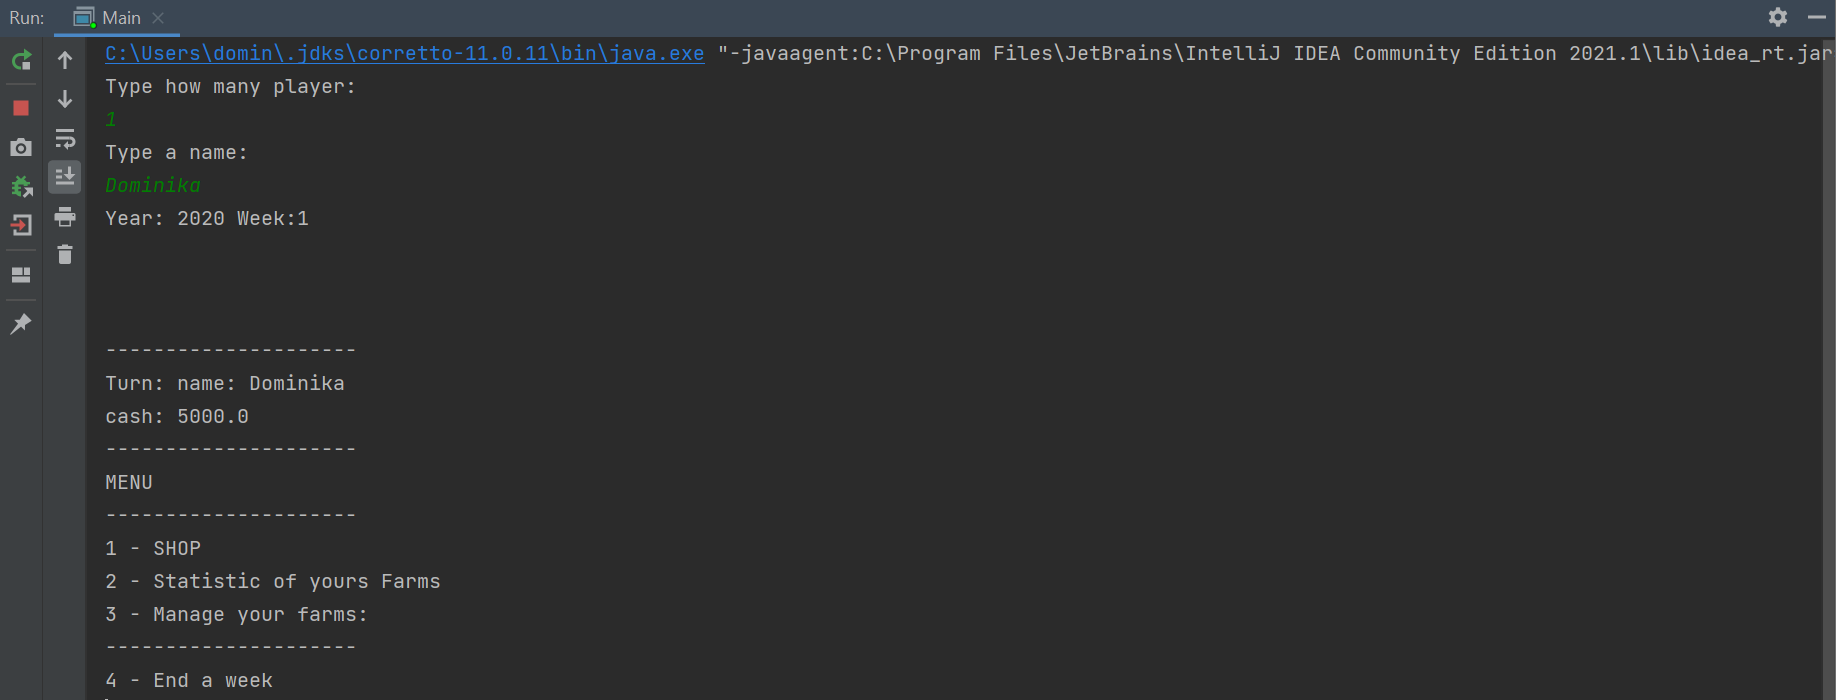 Run: Main
C:\Users\domin\.jdks\corretto-11.0.11\bin\java.exe "-javaagent:C:\Program Files\JetBrains\IntelliJ IDEA Community Edition 2021.1\lib\idea_rt.jar
Type how many player:
1
Type a name:
Dominika
Year: 2020 Week:1
---------------------
Turn: name: Dominika
cash: 5000.0
---------------------
MENU
---------------------
1 - SHOP
2 - Statistic of yours Farms
3 - Manage your farms:
---------------------
4 - End a week